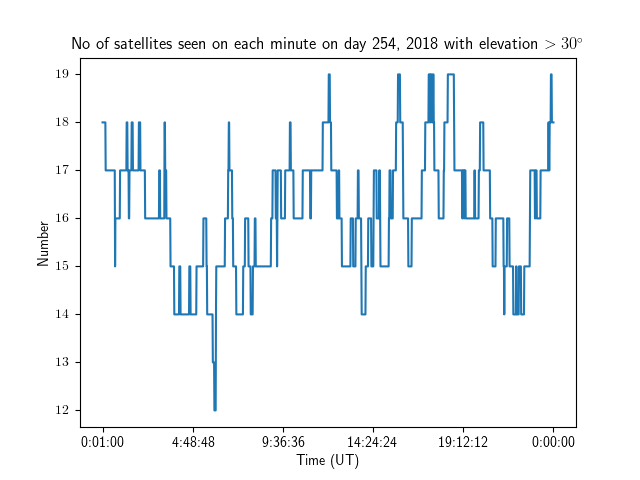 No of satellites seen on each minute on day 254, 2018 with elevation > 30°
19
18
17
16
15
14
13
12
Number
0:01:00 4:48:48 9:36:36 14:24:24 19:12:12 0:00:00
Time (UT)